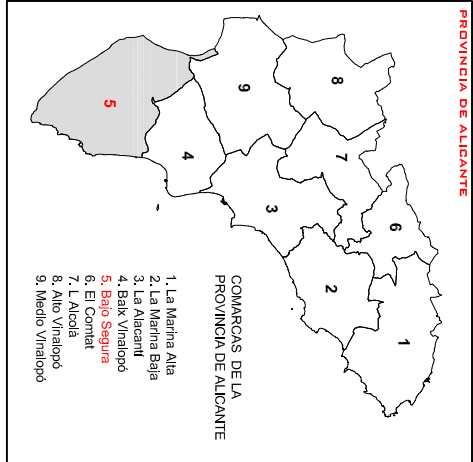 PROVINCIA DE ALICANTE
8
9
7
6
5
4
3
2
1
COMARCAS DE LA
PROVINCIA DE ALICANTE
1. La Marina Alta
2. La Marina Baja
3. La Alacantí
4. Baix Vinalopó
5. Bajo Segura
6. El Comtat
7. L Alcoià
8. Alto Vinalopó
9. Medio Vinalopó